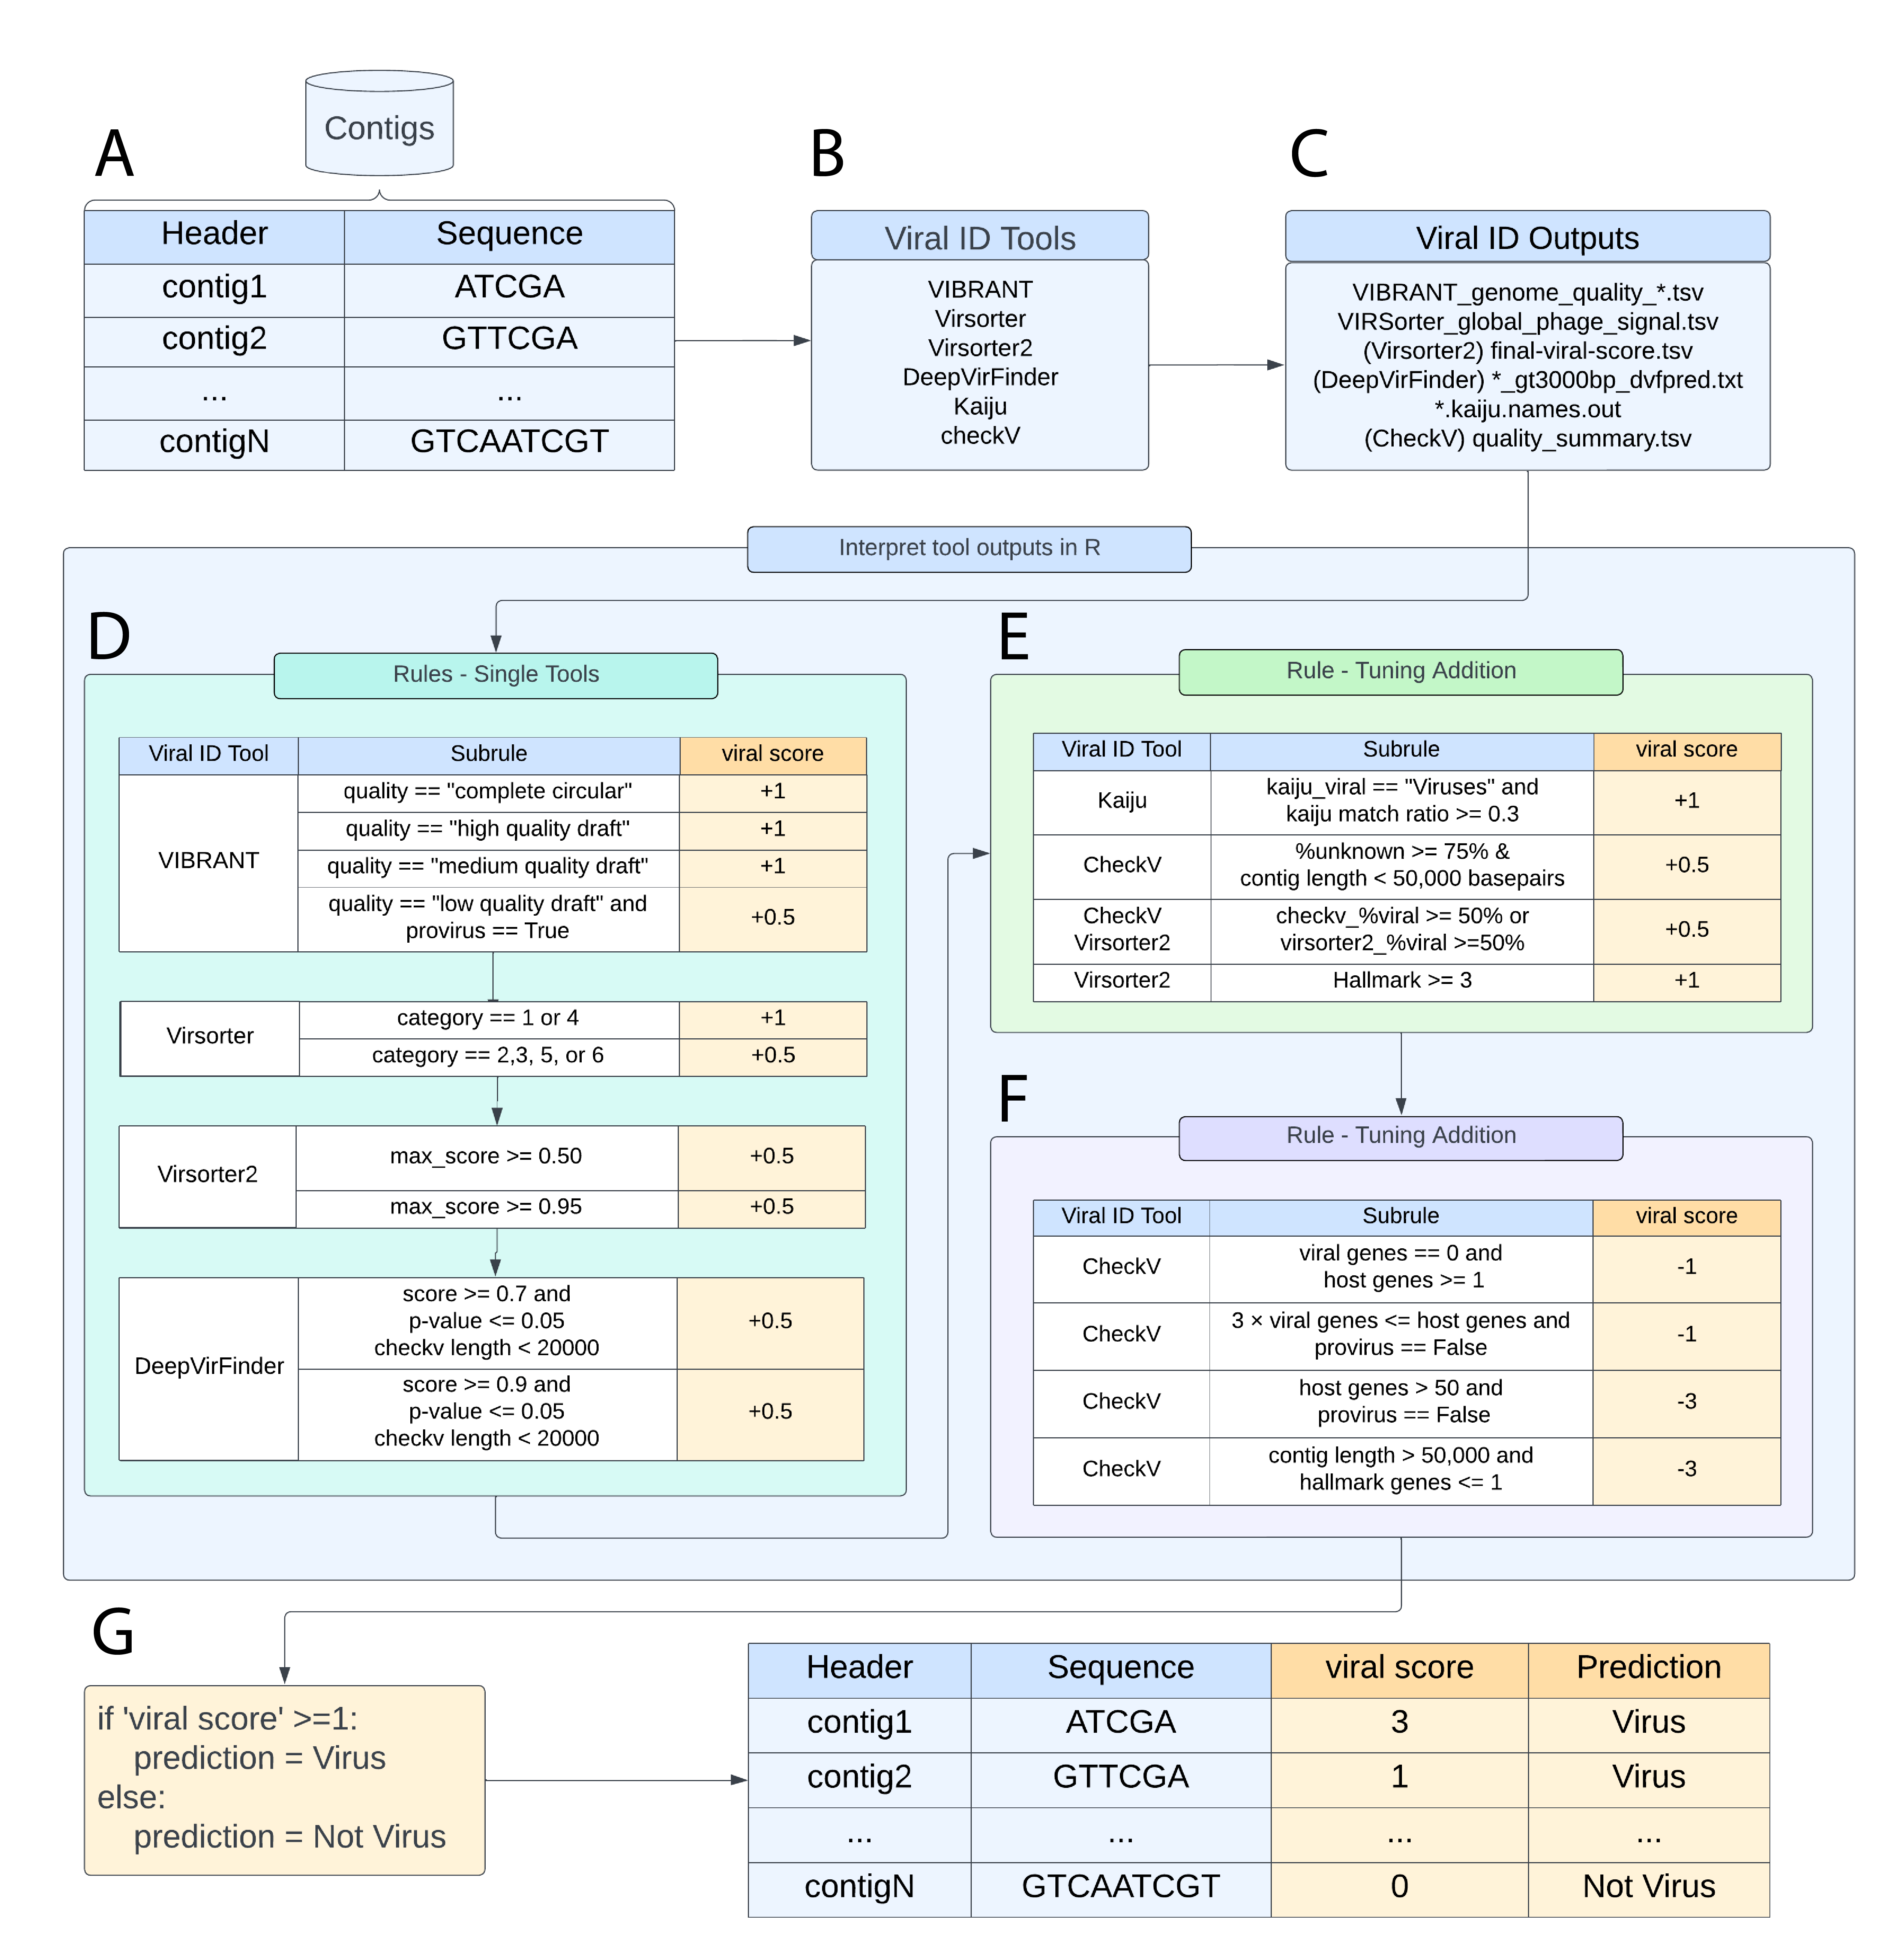 A
Contigs
Header Sequence
contig1 ATCGA
contig2 GTTCGA
... ...
contigN GTCAATCGT
B
Viral ID Tools
VIBRANT
Virsorter
Virsorter2
DeepVirFinder
Kaiju
checkV
C
Viral ID Outputs
VIBRANT_genome_quality_*.tsv
VIRSorter_global_phage_signal.tsv
(Virsorter2) final-viral-score.tsv
(DeepVirFinder) *_gt3000bp_dvfpred.txt
*.kaiju.names.out
(CheckV) quality_summary.tsv
Interpret tool outputs in R
D
Rules - Single Tools
Viral ID Tool Subrule viral score
VIBRANT
quality == "complete circular" +1
quality == "high quality draft" +1
quality == "medium quality draft" +1
quality == "low quality draft" and
provirus == True
+0.5
Virsorter
category == 1 or 4 +1
category == 2,3, 5, or 6 +0.5
Virsorter2
max_score >= 0.50 +0.5
max_score >= 0.95 +0.5
DeepVirFinder
score >= 0.7 and
p-value <= 0.05
checkv length < 20000
+0.5
score >= 0.9 and
p-value <= 0.05
checkv length < 20000
+0.5
E
Rule - Tuning Addition
Viral ID Tool Subrule viral score
Kaiju
kaiju_viral == "Viruses" and
kaiju match ratio >= 0.3
+1
CheckV
%unknown >= 75% &
contig length < 50,000 basepairs
+0.5
CheckV
Virsorter2
checkv_%viral >= 50% or
virsorter2_%viral >=50%
+0.5
Virsorter2 Hallmark >= 3 +1
F
Rule - Tuning Addition
Viral ID Tool Subrule viral score
CheckV
viral genes == 0 and
host genes >= 1
-1
CheckV
3 × viral genes <= host genes and
provirus == False
-1
CheckV
host genes > 50 and
provirus == False
-3
CheckV
contig length > 50,000 and
hallmark genes <= 1
-3
G
if 'viral score' >=1:
prediction = Virus
else:
prediction = Not Virus
Header Sequence viral score Prediction
contig1 ATCGA 3 Virus
contig2 GTTCGA 1 Virus
... ... ... ...
contigN GTCAATCGT 0 Not Virus